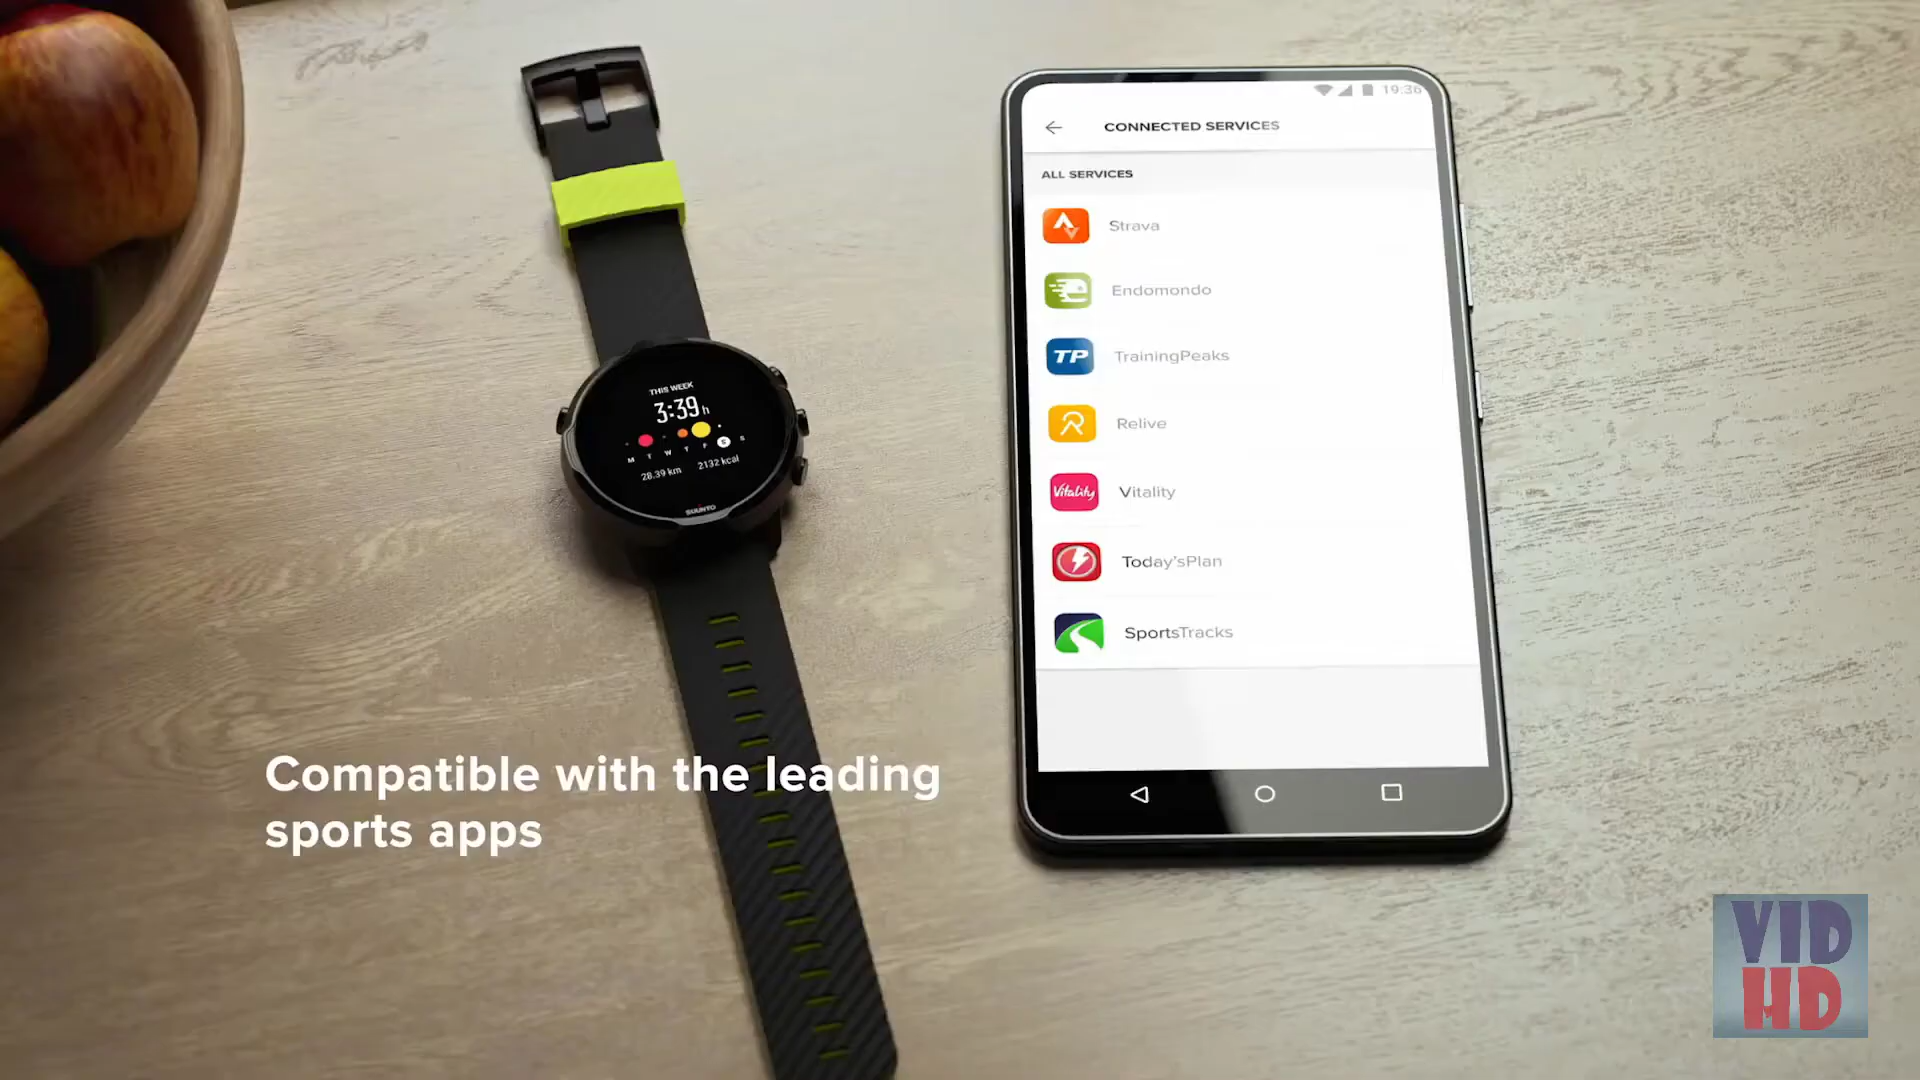 THIS WEEK
3:39 h
M T W T F S S
28.39 km 2132 kcal
SUUNTO
19:36
CONNECTED SERVICES
ALL SERVICES
Strava
Endomondo
TP
TrainingPeaks
Relive
Vitality
Vitality
Today'sPlan
SportsTracks
Compatible with the leading
sports apps
VID
HD